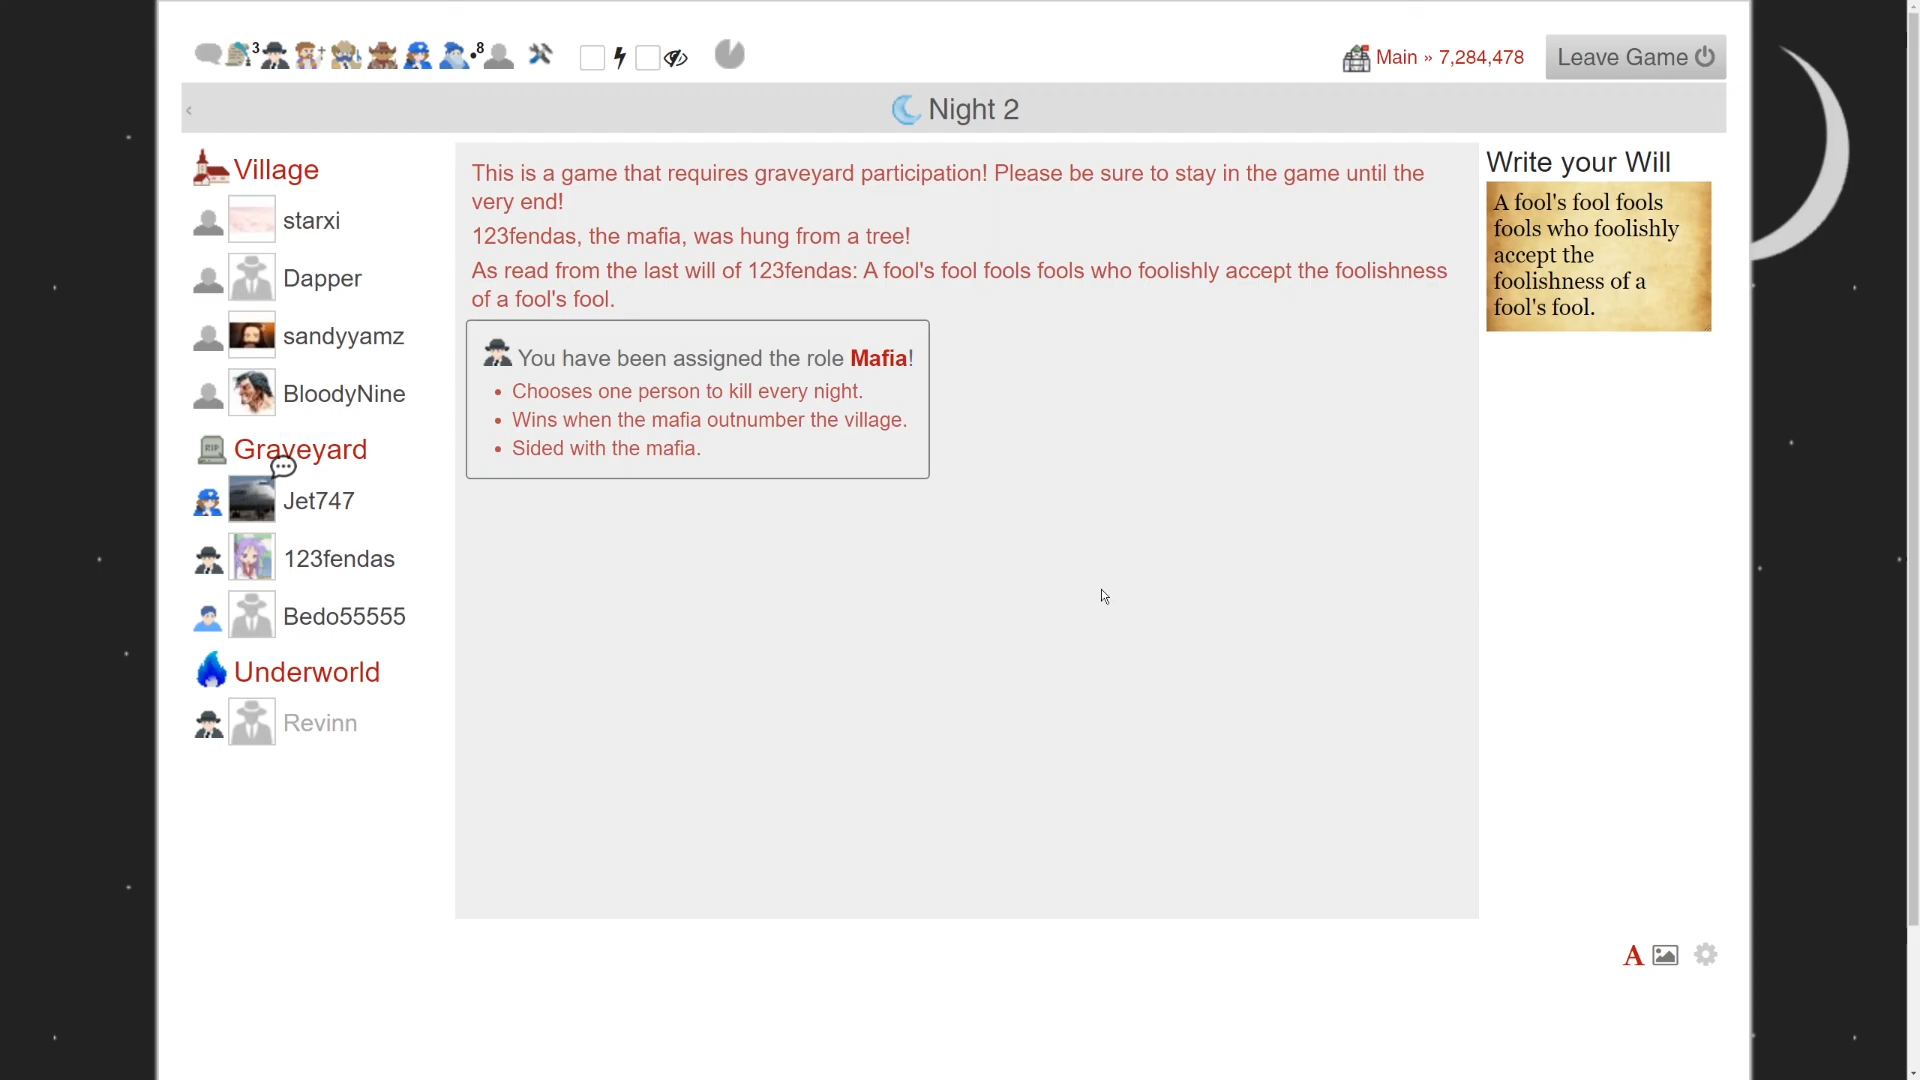 3
8
Main » 7,284,478
Leave Game
Night 2
Village
starxi
Dapper
sandyyamz
BloodyNine
Graveyard
Jet747
123fendas
Bedo55555
Underworld
Revinn
This is a game that requires graveyard participation! Please be sure to stay in the game until the
very end!
123fendas, the mafia, was hung from a tree!
As read from the last will of 123fendas: A fool's fool fools fools who foolishly accept the foolishness
of a fool's fool.
You have been assigned the role Mafia!
• Chooses one person to kill every night.
• Wins when the mafia outnumber the village.
• Sided with the mafia.
Write your Will
A fool's fool fools
fools who foolishly
accept the
foolishness of a
fool's fool.
A